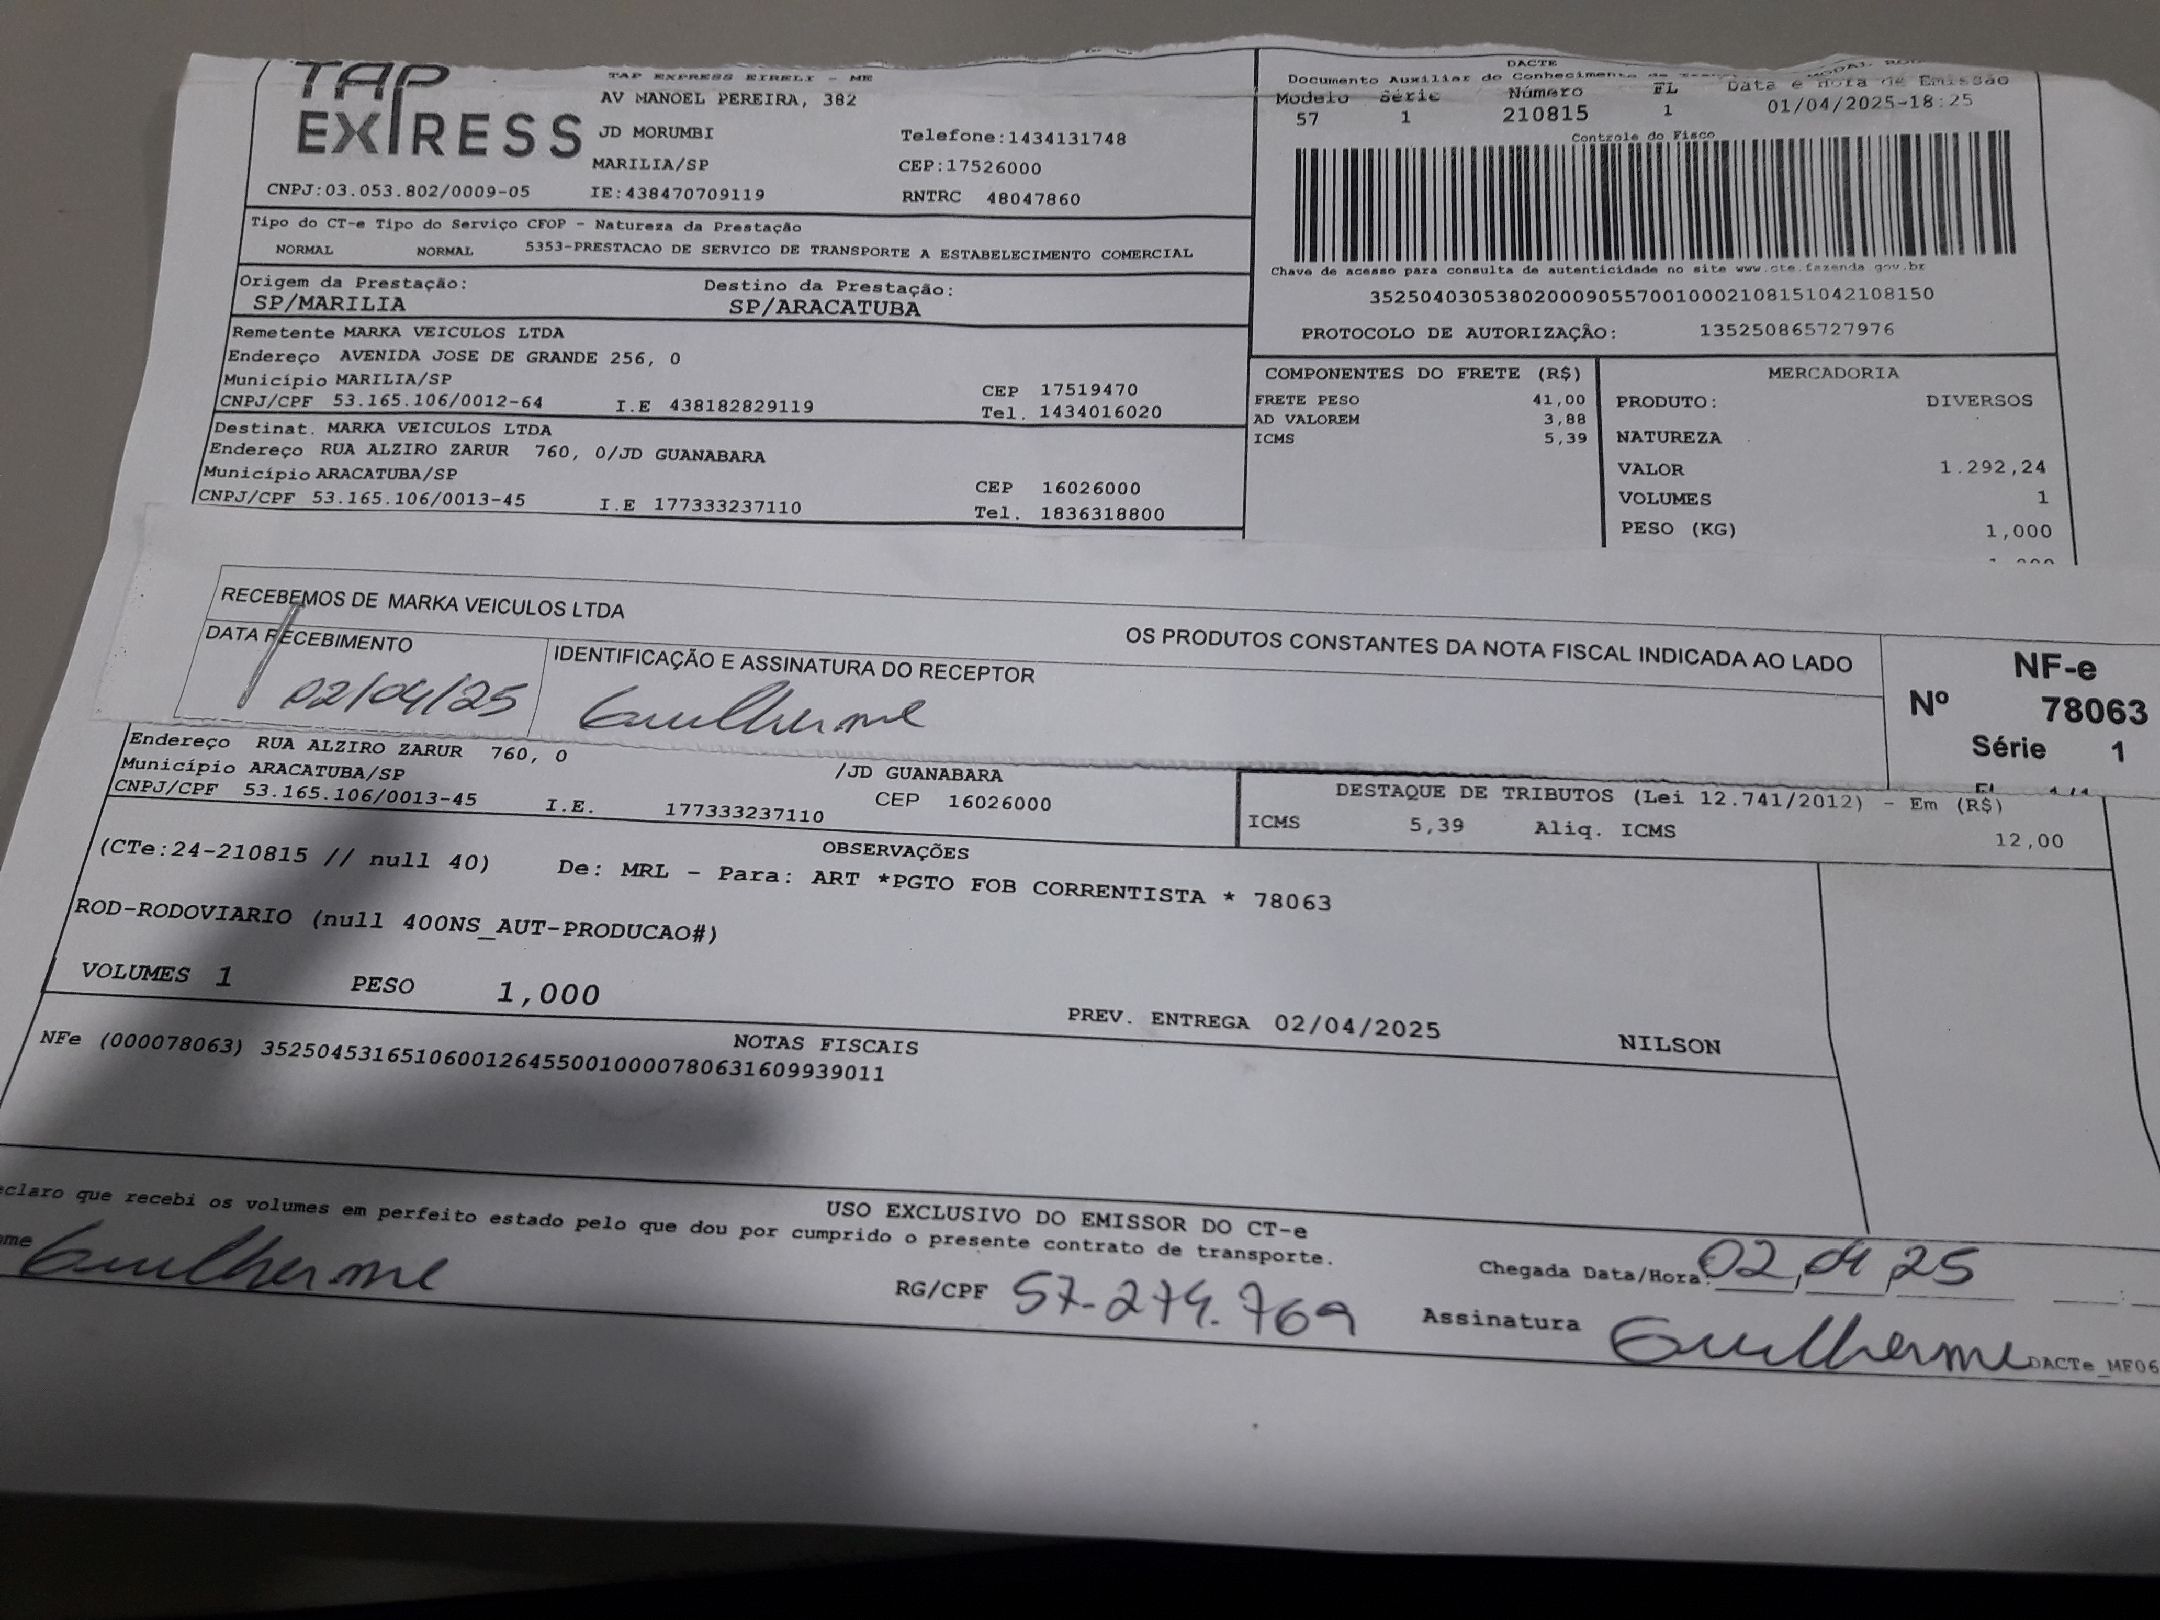 TAP EXPRESS
TAP EXPRESS EIRELI - ME
AV MANOEL PEREIRA, 382
JD MORUMBI Telefone:1434131748
MARILIA/SP CEP:17526000
CNPJ:03.053.802/0009-05 IE:438470709119 RNTRC 48047860
DACTE
Documento Auxiliar do Conhecimento de
Modelo Série Número FL Data e hora de Emissão
57 1 210815 1 01/04/2025-18:25
Controle do Fisco
Chave de acesso para consulta de autenticidade no site www.cte.fazenda.gov.br
35250403053802000905570010002108151042108150
PROTOCOLO DE AUTORIZAÇÃO: 135250865727976
Tipo do CT-e Tipo do Serviço CFOP - Natureza da Prestação
NORMAL NORMAL 5353-PRESTACAO DE SERVICO DE TRANSPORTE A ESTABELECIMENTO COMERCIAL
Origem da Prestação: Destino da Prestação:
SP/MARILIA SP/ARACATUBA
Remetente MARKA VEICULOS LTDA
Endereço AVENIDA JOSE DE GRANDE 256, 0
Município MARILIA/SP CEP 17519470
CNPJ/CPF 53.165.106/0012-64 I.E 438182829119 Tel. 1434016020
Destinat. MARKA VEICULOS LTDA
Endereço RUA ALZIRO ZARUR 760, 0/JD GUANABARA
Município ARACATUBA/SP CEP 16026000
CNPJ/CPF 53.165.106/0013-45 I.E 177333237110 Tel. 1836318800
COMPONENTES DO FRETE (R$)
FRETE PESO 41,00
AD VALOREM 3,88
ICMS 5,39
MERCADORIA
PRODUTO: DIVERSOS
NATUREZA
VALOR 1.292,24
VOLUMES 1
PESO (KG) 1,000
RECEBEMOS DE MARKA VEICULOS LTDA OS PRODUTOS CONSTANTES DA NOTA FISCAL INDICADA AO LADO
DATA RECEBIMENTO IDENTIFICAÇÃO E ASSINATURA DO RECEPTOR
02/04/25 Guilherme
NF-e
Nº 78063
Série 1
Endereço RUA ALZIRO ZARUR 760, 0 /JD GUANABARA
Município ARACATUBA/SP CEP 16026000
CNPJ/CPF 53.165.106/0013-45 I.E. 177333237110
DESTAQUE DE TRIBUTOS (Lei 12.741/2012) - Em (R$)
ICMS 5,39 Aliq. ICMS 12,00
OBSERVAÇÕES
(CTe:24-210815 // null 40) De: MRL - Para: ART *PGTO FOB CORRENTISTA * 78063
ROD-RODOVIARIO (null 400NS_AUT-PRODUCAO#)
VOLUMES 1 PESO 1,000 PREV. ENTREGA 02/04/2025 NILSON
NOTAS FISCAIS
NFe (000078063) 35250453165106001264550010000780631609939011
USO EXCLUSIVO DO EMISSOR DO CT-e
eclaro que recebi os volumes em perfeito estado pelo que dou por cumprido o presente contrato de transporte.
ome Guilherme RG/CPF 57.274.769 Chegada Data/Hora: 02,04,25
Assinatura Guilherme DACTe_MF06